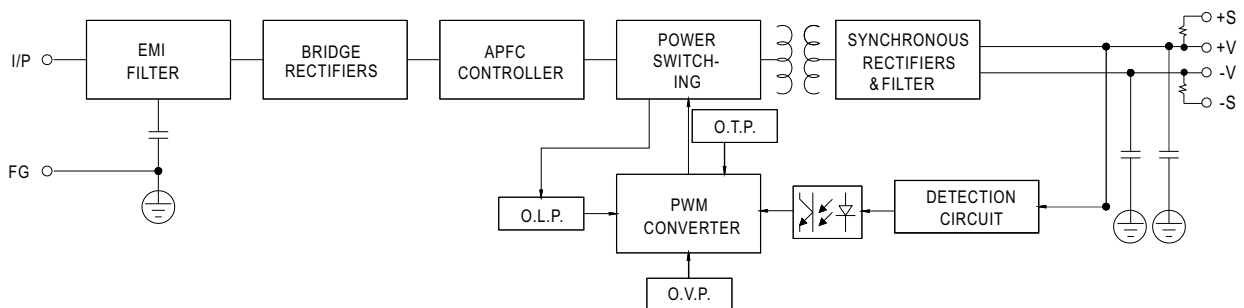 I/P
EMI
FILTER
BRIDGE
RECTIFIERS
APFC
CONTROLLER
POWER
SWITCH-
ING
SYNCHRONOUS
RECTIFIERS
&FILTER
+S
+V
-V
-S
FG
O.T.P.
O.L.P.
PWM
CONVERTER
DETECTION
CIRCUIT
O.V.P.